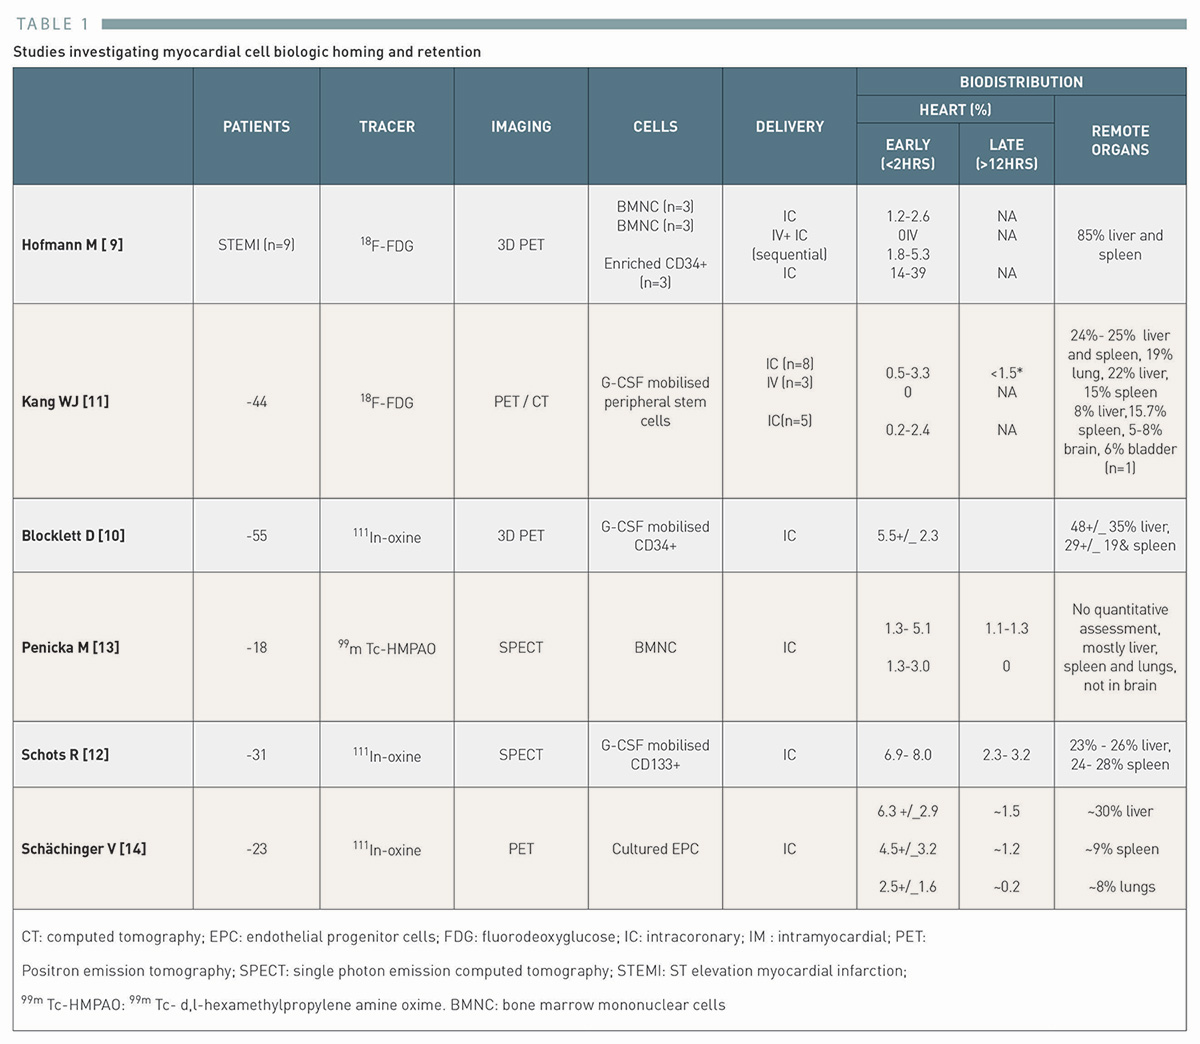 TABLE 1
Studies investigating myocardial cell biologic homing and retention
PATIENTS
TRACER
IMAGING
CELLS
DELIVERY
BIODISTRIBUTION
HEART (%)
EARLY
(<2HRS)
LATE
(>12HRS)
REMOTE
ORGANS
Hofmann M [ 9]
STEMI (n=9)
18F-FDG
3D PET
BMNC (n=3)
BMNC (n=3)
Enriched CD34+
(n=3)
IC
IV+ IC
(sequential)
IC
1.2-2.6
0IV
1.8-5.3
14-39
NA
NA
NA
85% liver and
spleen
Kang WJ [11]
-44
18F-FDG
PET / CT
G-CSF mobilised
peripheral stem
cells
IC (n=8)
IV (n=3)
IC(n=5)
0.5-3.3
0
0.2-2.4
<1.5*
NA
NA
24%- 25% liver
and spleen, 19%
lung, 22% liver,
15% spleen
8% liver,15.7%
spleen, 5-8%
brain, 6% bladder
(n=1)
Blocklett D [10]
-55
111In-oxine
3D PET
G-CSF mobilised
CD34+
IC
5.5+/_ 2.3
48+/_ 35% liver,
29+/_ 19& spleen
Penicka M [13]
-18
99m Tc-HMPAO
SPECT
BMNC
IC
1.3- 5.1
1.3-3.0
1.1-1.3
0
No quantitative
assessment,
mostly liver,
spleen and lungs,
not in brain
Schots R [12]
-31
111In-oxine
SPECT
G-CSF mobilised
CD133+
IC
6.9- 8.0
2.3- 3.2
23% - 26% liver,
24- 28% spleen
Schächinger V [14]
-23
111In-oxine
PET
Cultured EPC
IC
6.3 +/_2.9
4.5+/_3.2
2.5+/_1.6
~1.5
~1.2
~0.2
~30% liver
~9% spleen
~8% lungs
CT: computed tomography; EPC: endothelial progenitor cells; FDG: fluorodeoxyglucose; IC: intracoronary; IM : intramyocardial; PET:
Positron emission tomography; SPECT: single photon emission computed tomography; STEMI: ST elevation myocardial infarction;
99m Tc-HMPAO: 99m Tc- d,l-hexamethylpropylene amine oxime. BMNC: bone marrow mononuclear cells